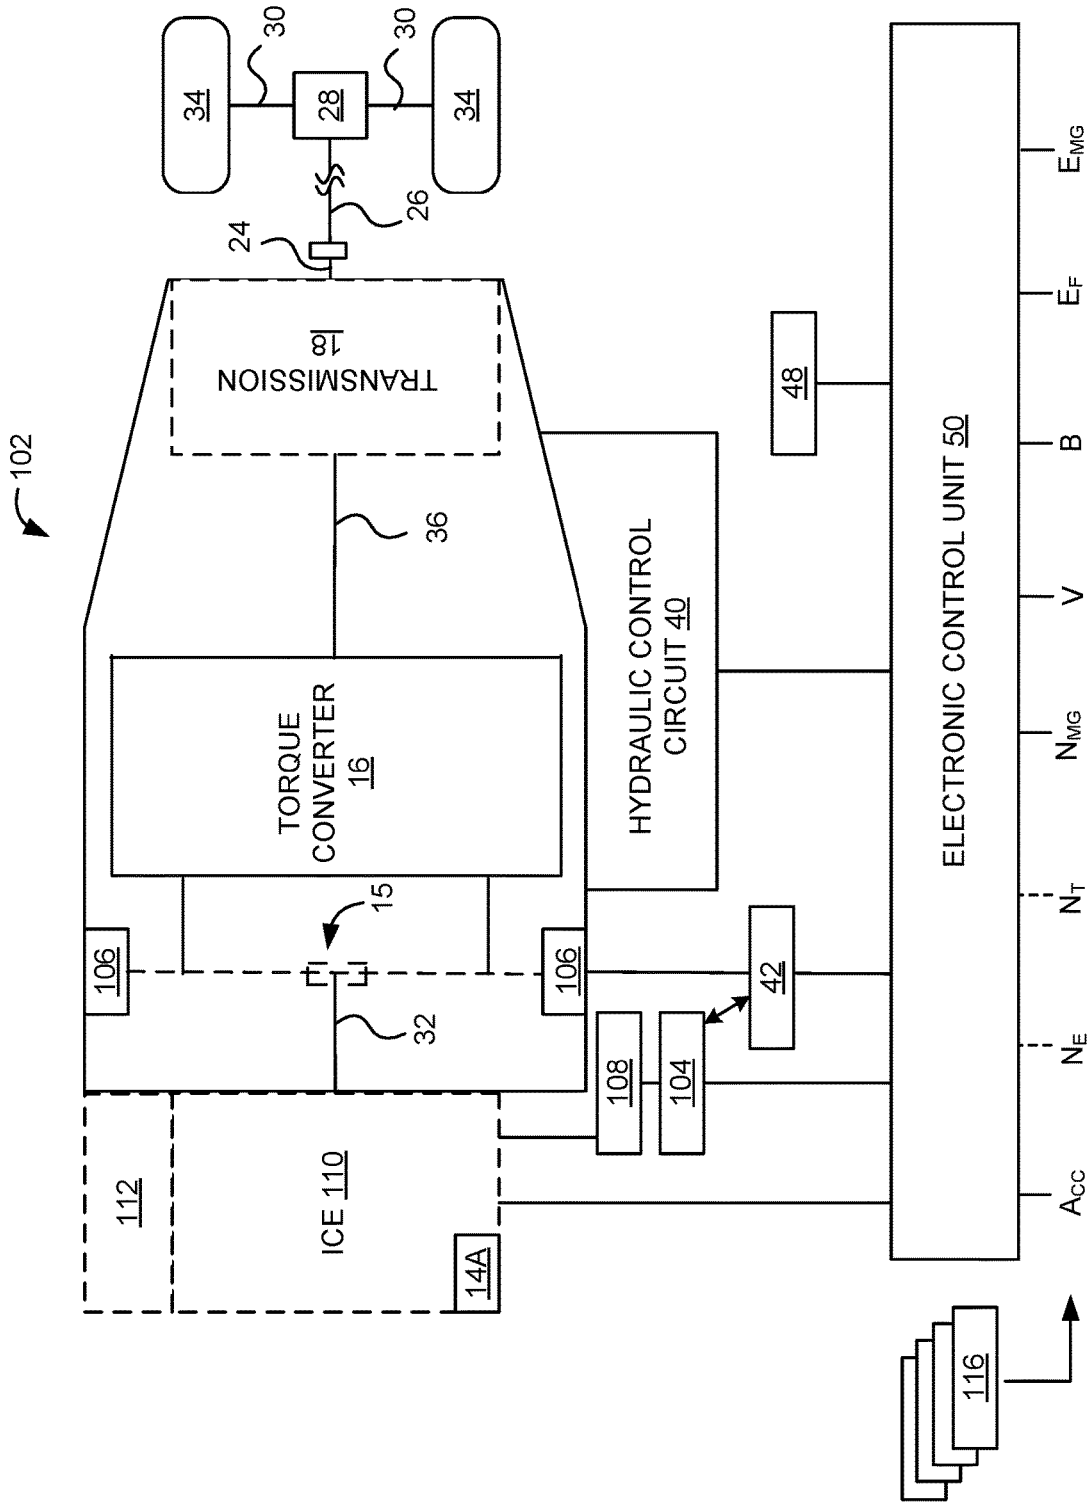 102
112
ICE 110
14A
106
106
32
15
TORQUE
CONVERTER
16
36
TRANSMISSION
18
24
26
28
30
30
34
34
HYDRAULIC CONTROL
CIRCUIT 40
108
104
42
48
ELECTRONIC CONTROL UNIT 50
116
ACC
NE
NT
NMG
V
B
EF
EMG